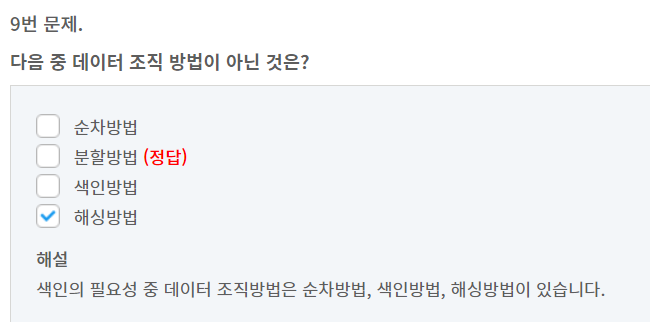 9번 문제.
다음 중 데이터 조직 방법이 아닌 것은?
순차방법
분할방법 (정답)
색인방법
해싱방법
해설
색인의 필요성 중 데이터 조직방법은 순차방법, 색인방법, 해싱방법이 있습니다.